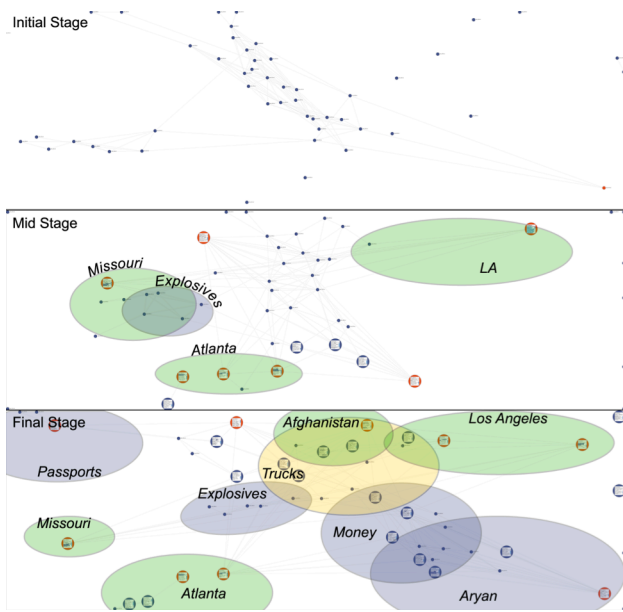 Initial Stage
Mid Stage
LA
Missouri
Explosives
Atlanta
Final Stage
Afghanistan
Los Angeles
Passports
Trucks
Explosives
Missouri
Money
Atlanta
Aryan